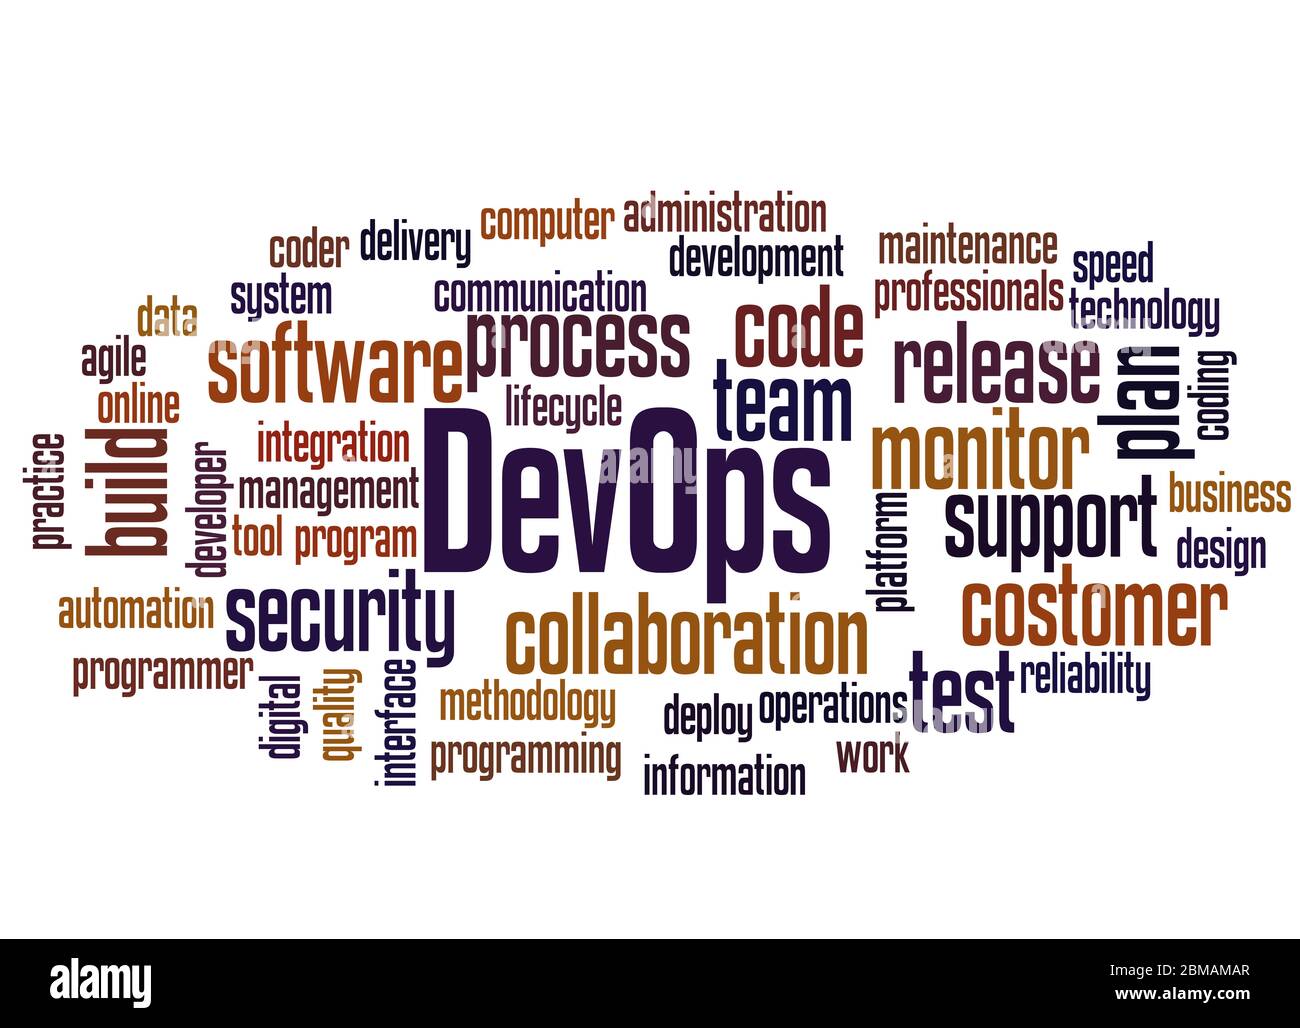 computer
administration
coder
delivery
development
maintenance
speed
system
communication
professionals
technology
data
software
process
code
release
plan
coding
agile
online
lifecycle
team
monitor
practice
build
developer
integration
management
tool
program
DevOps
platform
support
business
design
automation
security
collaboration
costomer
programmer
digital
quality
interface
methodology
deploy
operations
test
reliability
programming
information
work
alamy
Image ID: 2BMAMAR
www.alamy.com